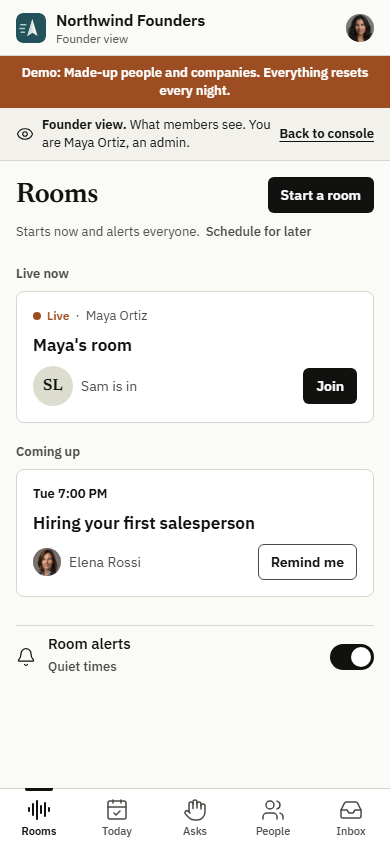 Northwind Founders
Founder view
Demo: Made-up people and companies. Everything resets
every night.
Founder view. What members see. You
are Maya Ortiz, an admin.
Back to console
Rooms
Start a room
Starts now and alerts everyone. Schedule for later
Live now
Live · Maya Ortiz
Maya's room
SL
Sam is in
Join
Coming up
Tue 7:00 PM
Hiring your first salesperson
Elena Rossi
Remind me
Room alerts
Quiet times
Rooms
Today
Asks
People
Inbox